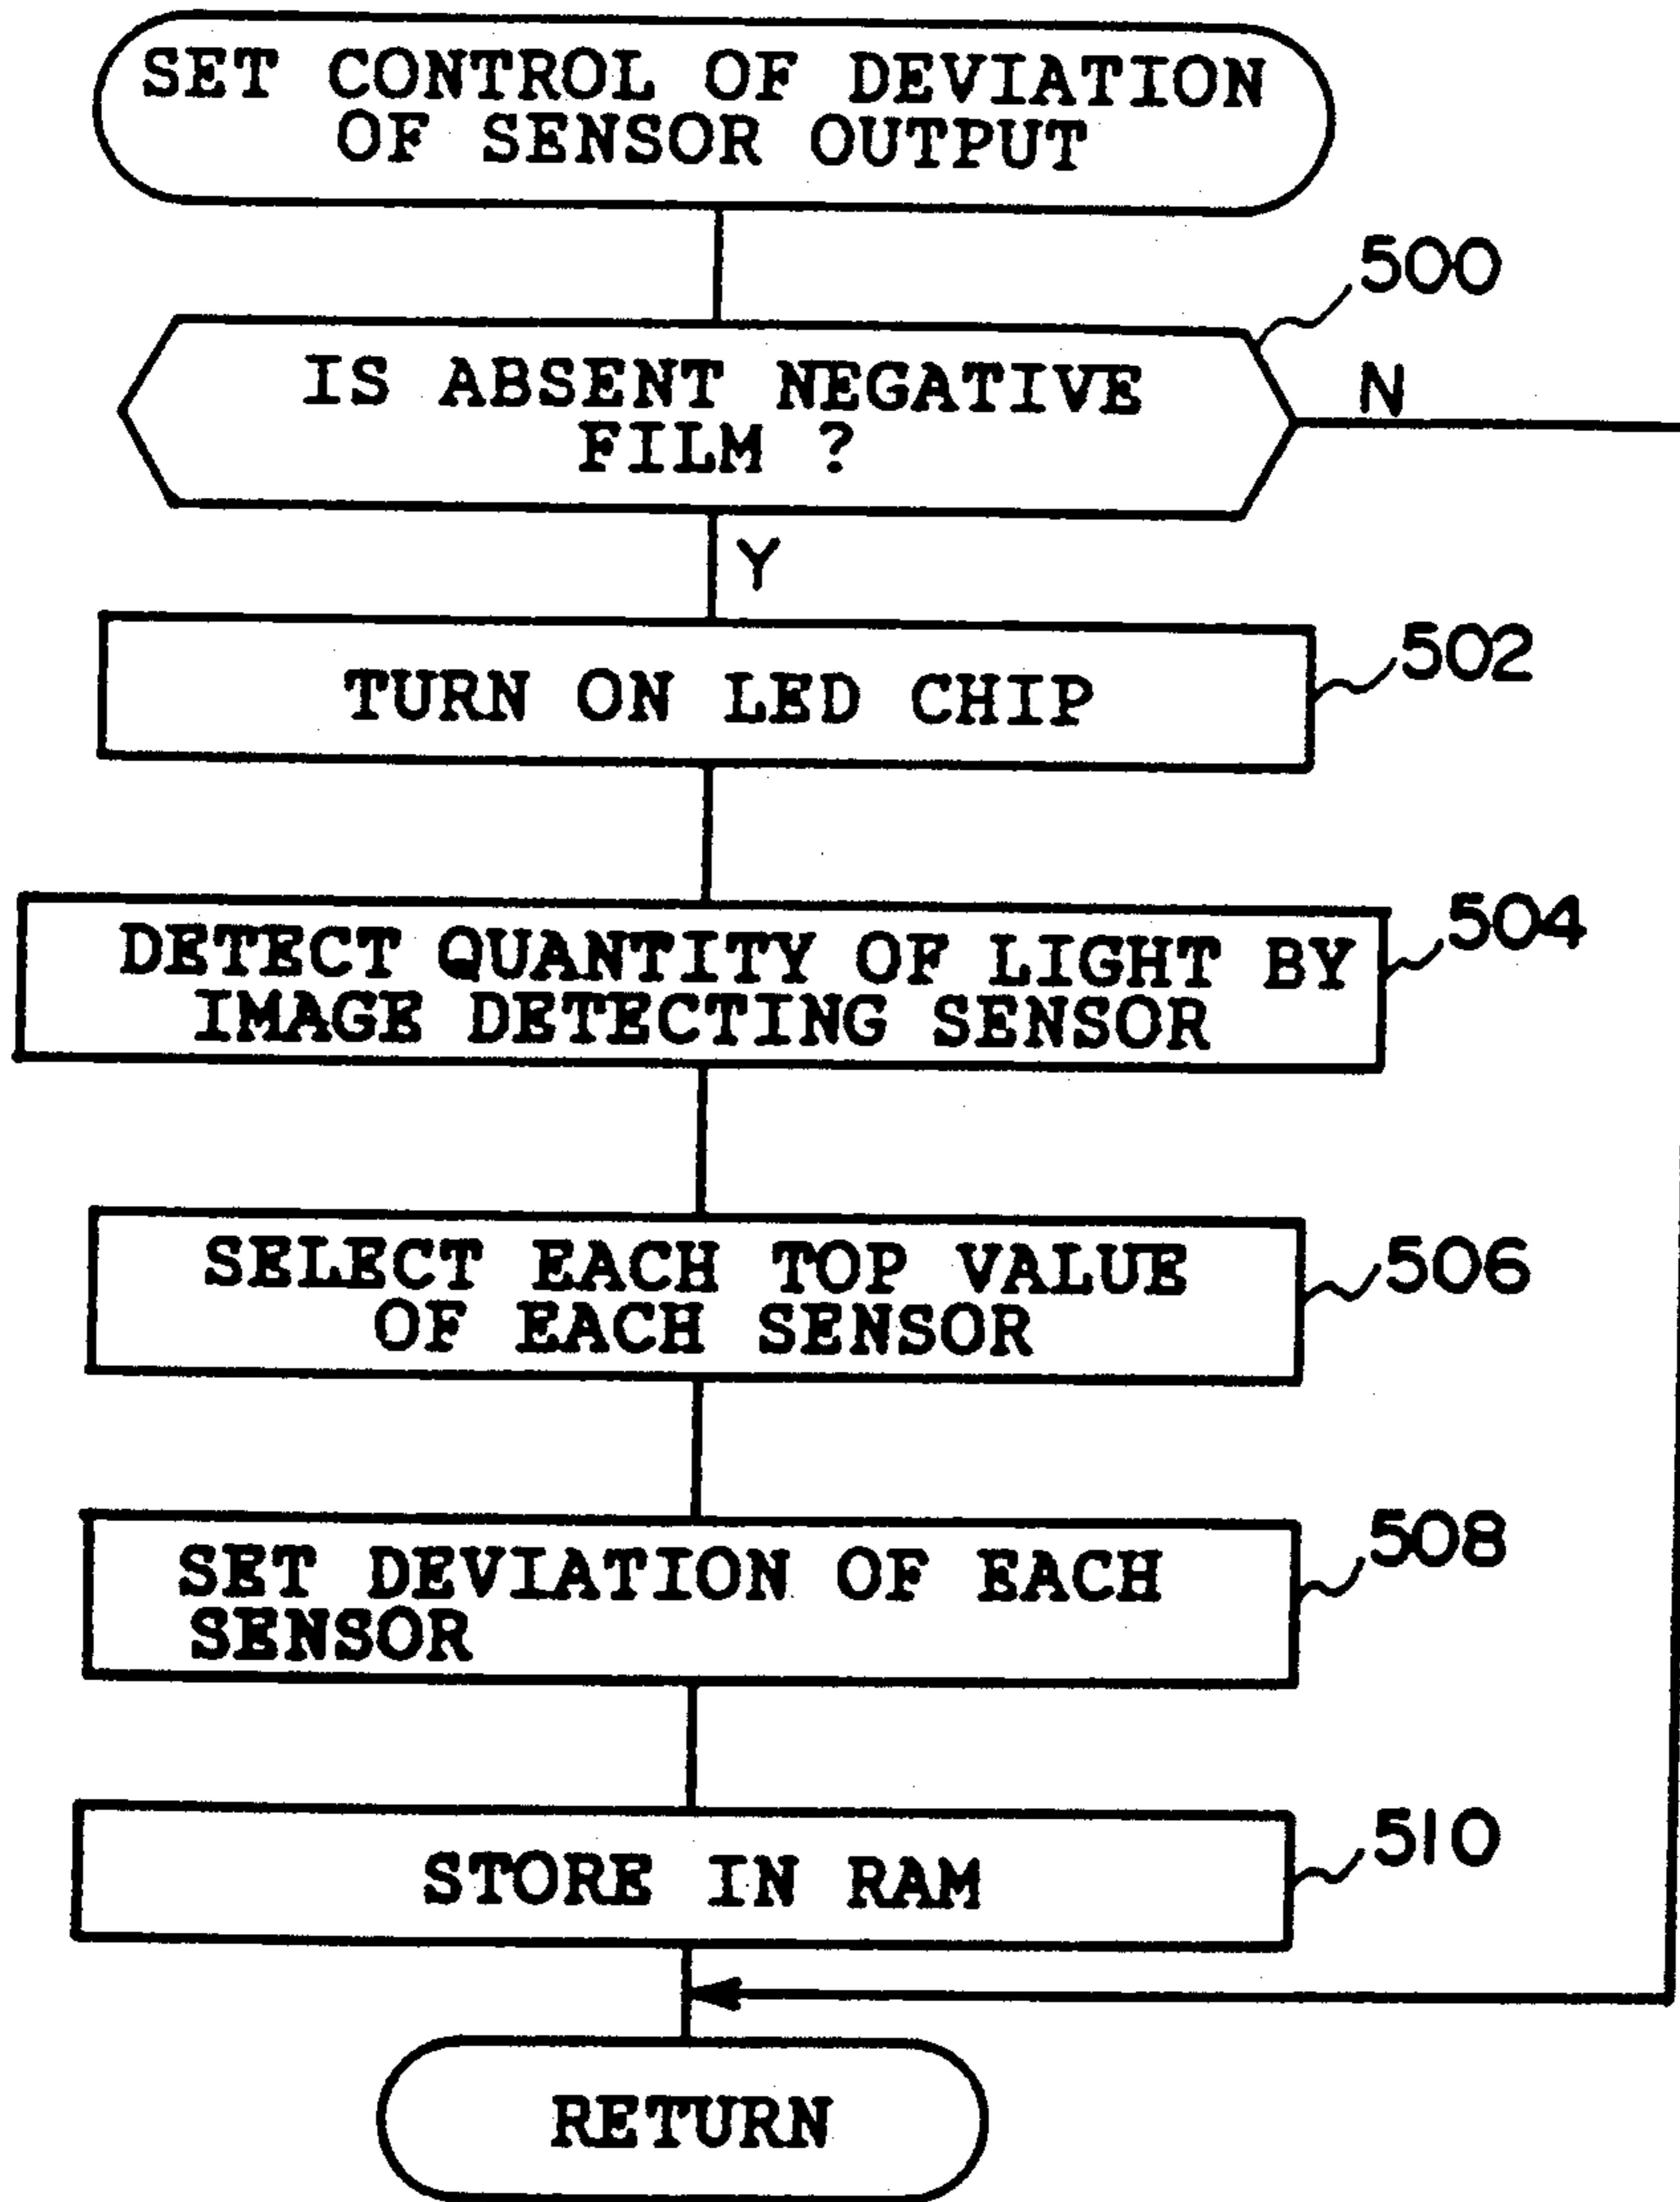 SET CONTROL OF DEVIATION
OF SENSOR OUTPUT
500
IS ABSENT NEGATIVE
FILM ?
N
Y
502
TURN ON LED CHIP
504
DETECT QUANTITY OF LIGHT BY
IMAGE DETECTING SENSOR
506
SELECT EACH TOP VALUE
OF EACH SENSOR
508
SET DEVIATION OF EACH
SENSOR
510
STORE IN RAM
RETURN